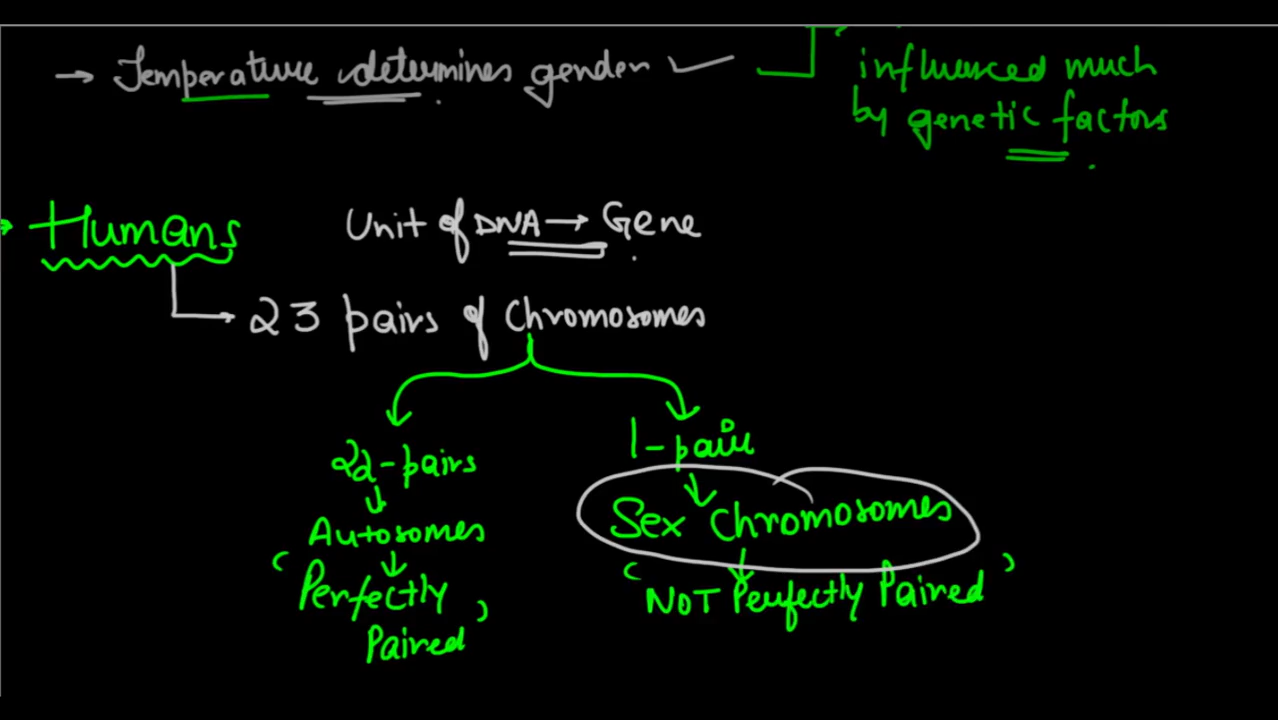 → Temperature determines gender ✓
influenced much
by genetic factors
→ Humans
Unit of DNA → Gene
→ 23 pairs of Chromosomes
22-pairs
↓
Autosomes
↓
(Perfectly
Paired)
1-pair
↓
Sex Chromosomes
↓
(NOT Perfectly Paired)